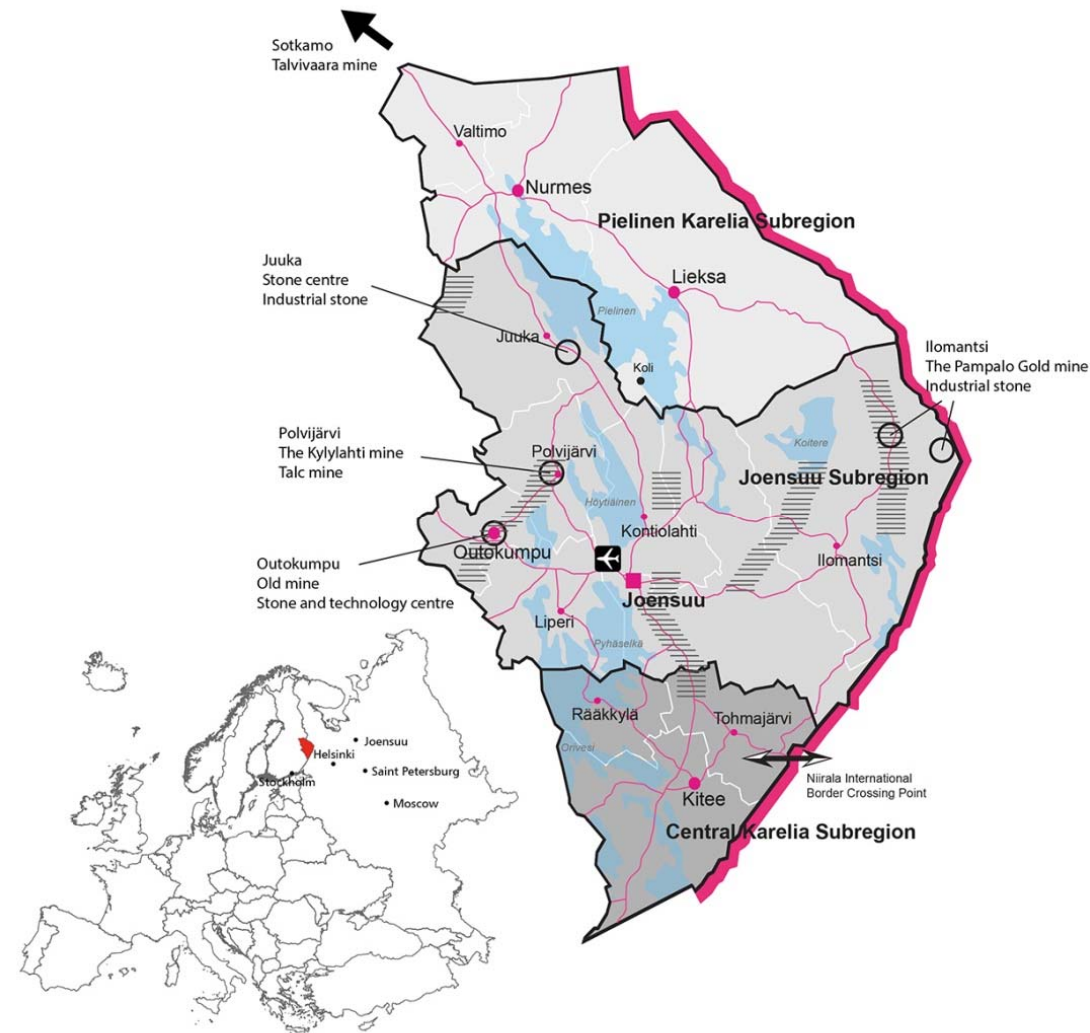 Sotkamo
Talvivaara mine
Valtimo
Nurmes
Pielinen Karelia Subregion
Juuka
Stone centre
Industrial stone
Lieksa
Pielinen
Juuka
Koli
Ilomantsi
The Pampalo Gold mine
Industrial stone
Polvijärvi
The Kylylahti mine
Talc mine
Polvijärvi
Koitere
Joensuu Subregion
Höytiäinen
Kontiolahti
Outokumpu
Ilomantsi
Outokumpu
Old mine
Stone and technology centre
Joensuu
Liperi
Pyhäselkä
Rääkkylä
Tohmajärvi
Orivesi
Niirala International
Border Crossing Point
Kitee
Central Karelia Subregion
Joensuu
Helsinki
Saint Petersburg
Stockholm
Moscow